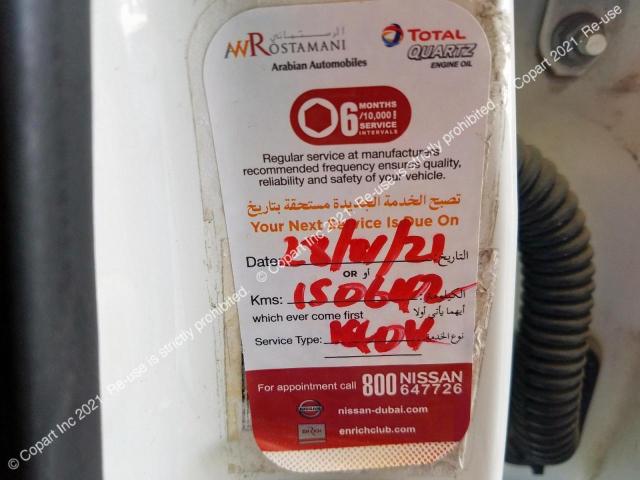 الرستماني
AWROSTAMANI
Arabian Automobiles
TOTAL
QUARTZ
ENGINE OIL
6 MONTHS
/10,000
SERVICE
INTERVALS
Regular service at manufacturers
recommended frequency ensures quality,
reliability and safety of your vehicle.
تصبح الخدمة الجديدة مستحقة بتاريخ
Your Next Service Is Due On
Date: التاريخ:
OR أو
Kms: 150642
which ever come first أيهما يأتي أولا
Service Type: نوع الخدمة
For appointment call 800 NISSAN
647726
NISSAN nissan-dubai.com
enrichclub.com
© Copart Inc 2021. Re-use is strictly prohibited.